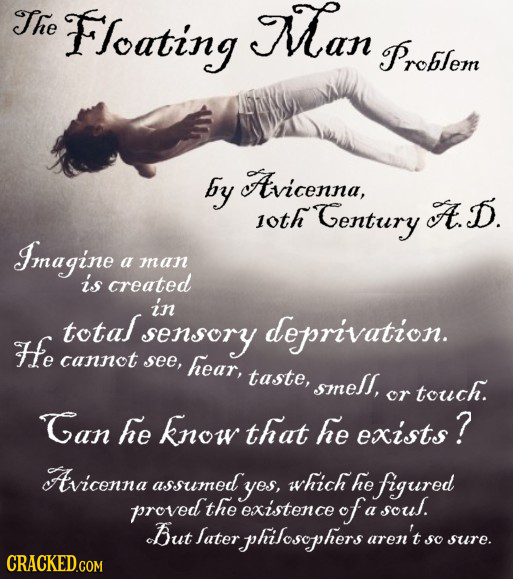 The Floating Man Problem
by Avicenna,
10th Century A.D.
Imagine a man
is created
in
total sensory deprivation.
He cannot see, hear, taste, smell, or touch.
Can he know that he exists?
Avicenna assumed yes, which he figured
proved the existence of a soul.
But later philosophers aren't so sure.
CRACKED.COM